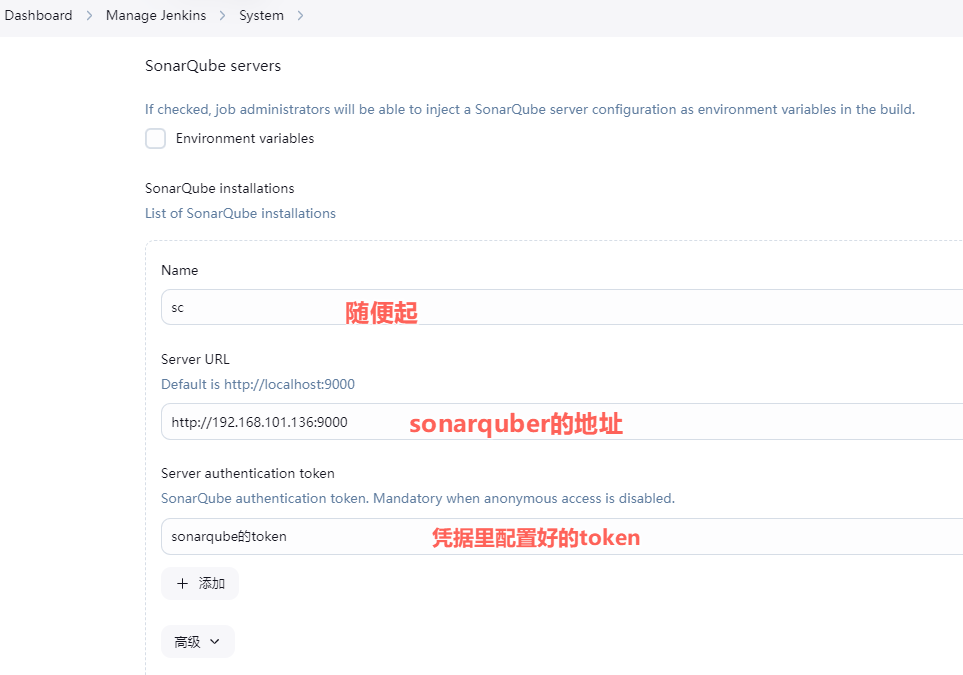 Dashboard > Manage Jenkins > System >
SonarQube servers
If checked, job administrators will be able to inject a SonarQube server configuration as environment variables in the build.
Environment variables
SonarQube installations
List of SonarQube installations
Name
sc 随便起
Server URL
Default is http://localhost:9000
http://192.168.101.136:9000 sonarquber的地址
Server authentication token
SonarQube authentication token. Mandatory when anonymous access is disabled.
sonarqube的token 凭据里配置好的token
+ 添加
高级